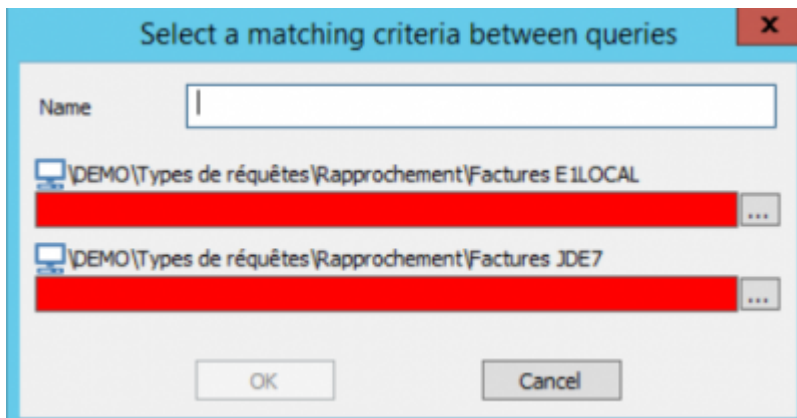 Select a matching criteria between queries
x
Name
\DEMO\Types de réquêtes\Rapprochement\Factures E1LOCAL
...
\DEMO\Types de réquêtes\Rapprochement\Factures JDE7
...
OK Cancel